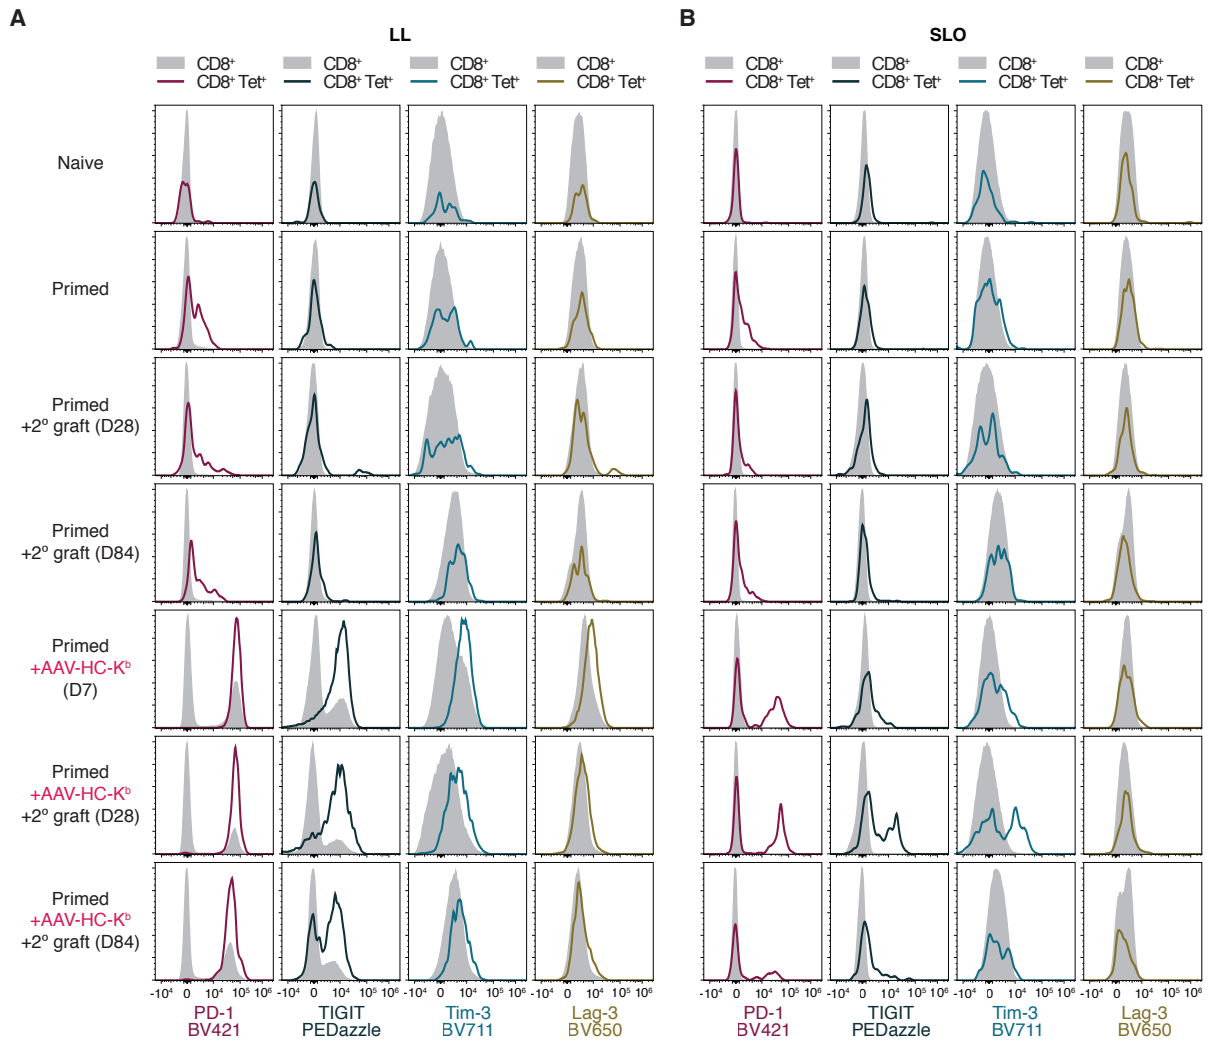 A
B
LL
SLO
CD8⁺ CD8⁺ CD8⁺ CD8⁺ CD8⁺ CD8⁺ CD8⁺ CD8⁺
CD8⁺ Tet⁺ CD8⁺ Tet⁺ CD8⁺ Tet⁺ CD8⁺ Tet⁺ CD8⁺ Tet⁺ CD8⁺ Tet⁺ CD8⁺ Tet⁺ CD8⁺ Tet⁺
Naive
Primed
Primed
+2º graft (D28)
Primed
+2º graft (D84)
Primed
+AAV-HC-Kᵇ
(D7)
Primed
+AAV-HC-Kᵇ
+2º graft (D28)
Primed
+AAV-HC-Kᵇ
+2º graft (D84)
-10⁴ 0 10⁴ 10⁵ 10⁶ -10⁴ 0 10⁴ 10⁵ 10⁶ -10⁴ 0 10⁴ 10⁵ 10⁶ -10⁴ 0 10⁴ 10⁵ 10⁶ -10⁴ 0 10⁴ 10⁵ 10⁶ -10⁴ 0 10⁴ 10⁵ 10⁶ -10⁴ 0 10⁴ 10⁵ 10⁶ -10⁴ 0 10⁴ 10⁵ 10⁶
PD-1 TIGIT Tim-3 Lag-3 PD-1 TIGIT Tim-3 Lag-3
BV421 PEDazzle BV711 BV650 BV421 PEDazzle BV711 BV650